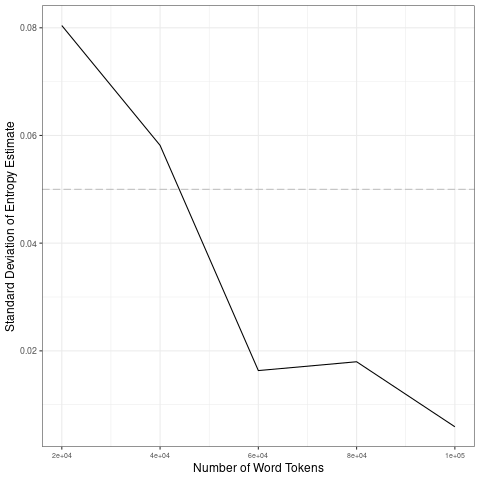 Standard Deviation of Entropy Estimate
0.08
0.06
0.04
0.02
2e+04 4e+04 6e+04 8e+04 1e+05
Number of Word Tokens